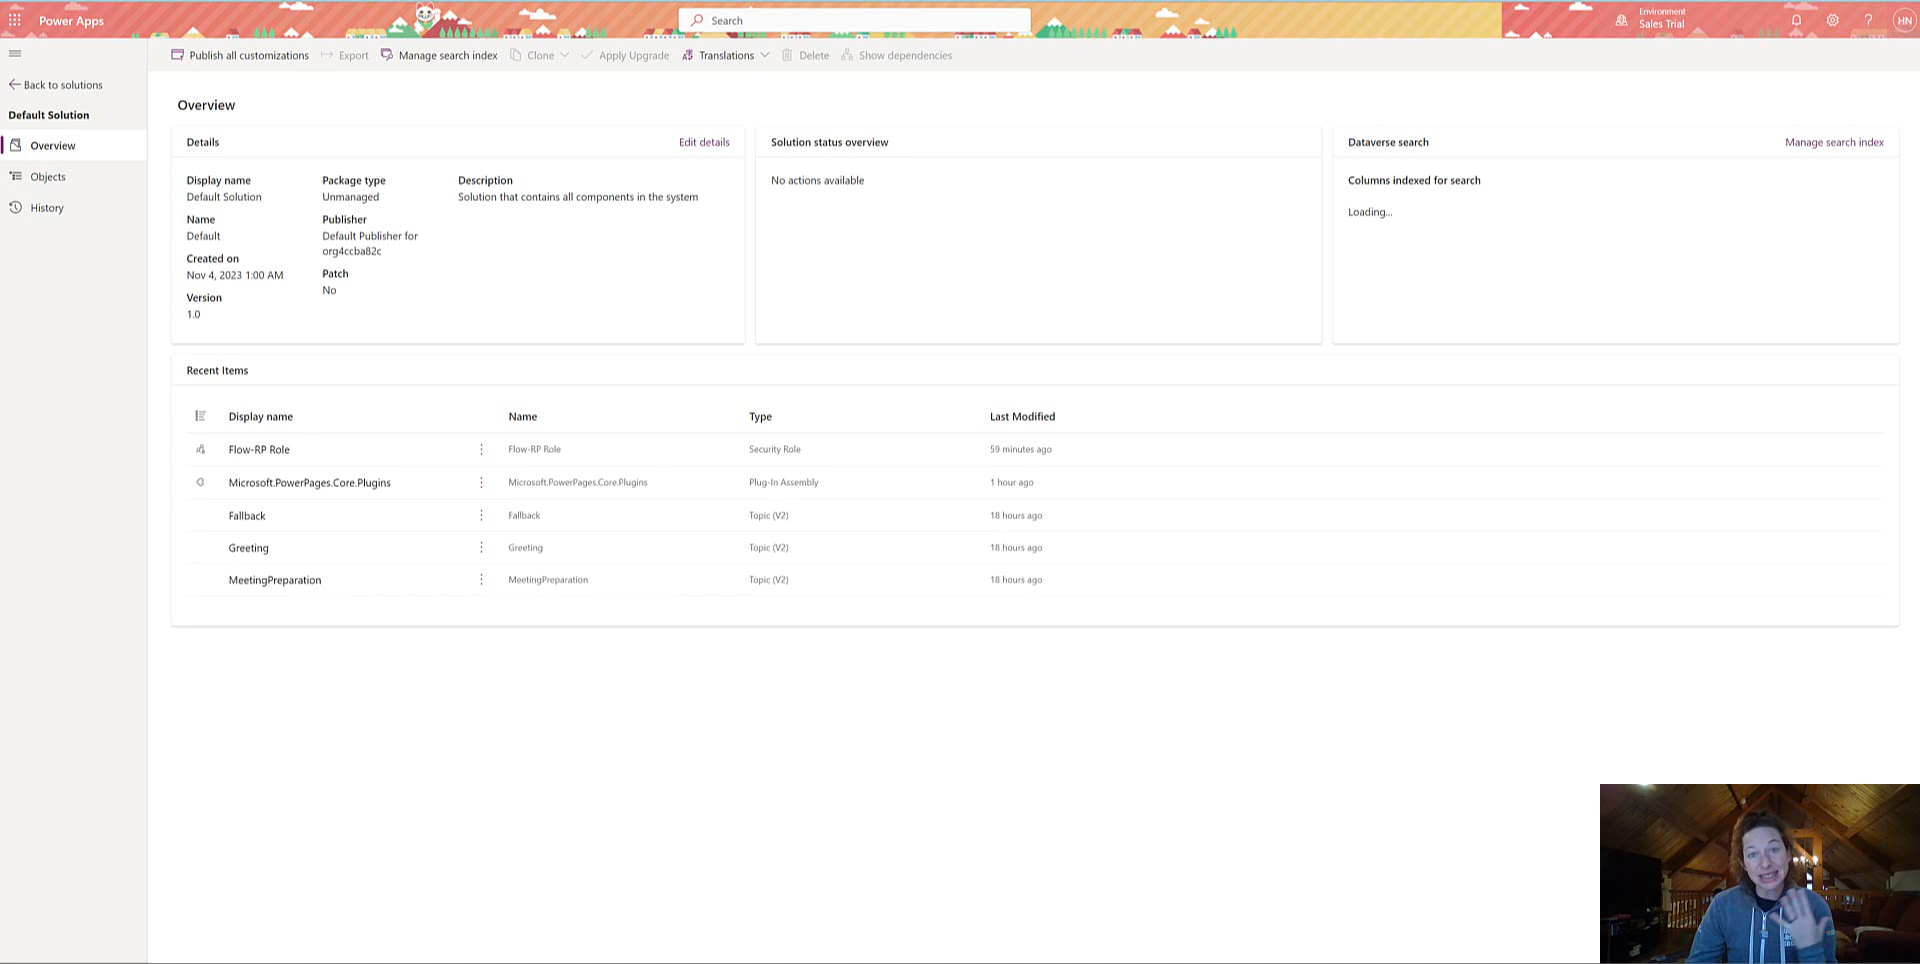 Power Apps
Search
Environment
Sales Trial
HN
Publish all customizations
Export
Manage search index
Clone
Apply Upgrade
Translations
Delete
Show dependencies
Back to solutions
Default Solution
Overview
Objects
History
Overview
Details
Edit details
Display name
Default Solution
Name
Default
Created on
Nov 4, 2023 1:00 AM
Version
1.0
Package type
Unmanaged
Publisher
Default Publisher for
org4ccba82c
Patch
No
Description
Solution that contains all components in the system
Solution status overview
No actions available
Dataverse search
Manage search index
Columns indexed for search
Loading...
Recent Items
Display name Name Type Last Modified
Flow-RP Role Flow-RP Role Security Role 59 minutes ago
Microsoft.PowerPages.Core.Plugins Microsoft.PowerPages.Core.Plugins Plug-In Assembly 1 hour ago
Fallback Fallback Topic (V2) 18 hours ago
Greeting Greeting Topic (V2) 18 hours ago
MeetingPreparation MeetingPreparation Topic (V2) 18 hours ago